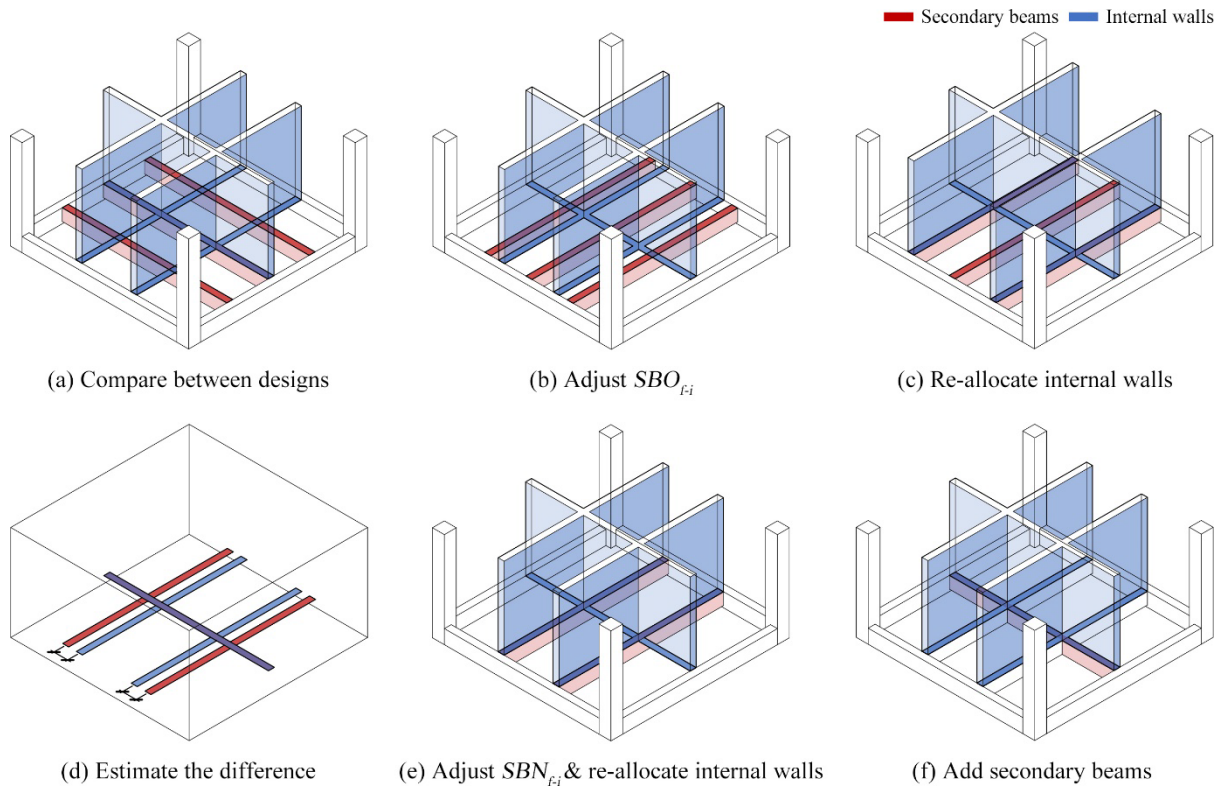 Secondary beams Internal walls
(a) Compare between designs
(b) Adjust SBO_{f-i}
(c) Re-allocate internal walls
(d) Estimate the difference
(e) Adjust SBN_{f-i} & re-allocate internal walls
(f) Add secondary beams